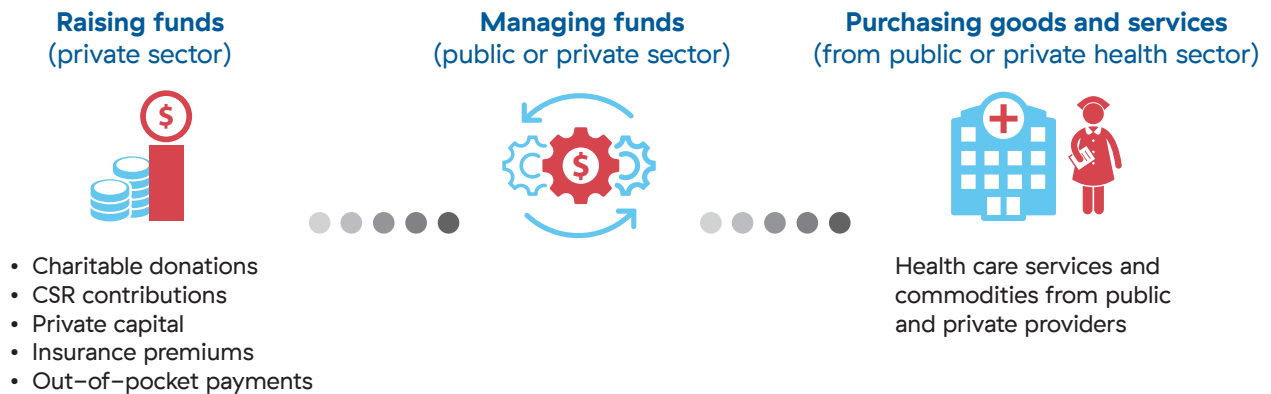 Raising funds
(private sector)
$
• Charitable donations
• CSR contributions
• Private capital
• Insurance premiums
• Out-of-pocket payments
Managing funds
(public or private sector)
$
Purchasing goods and services
(from public or private health sector)
Health care services and
commodities from public
and private providers